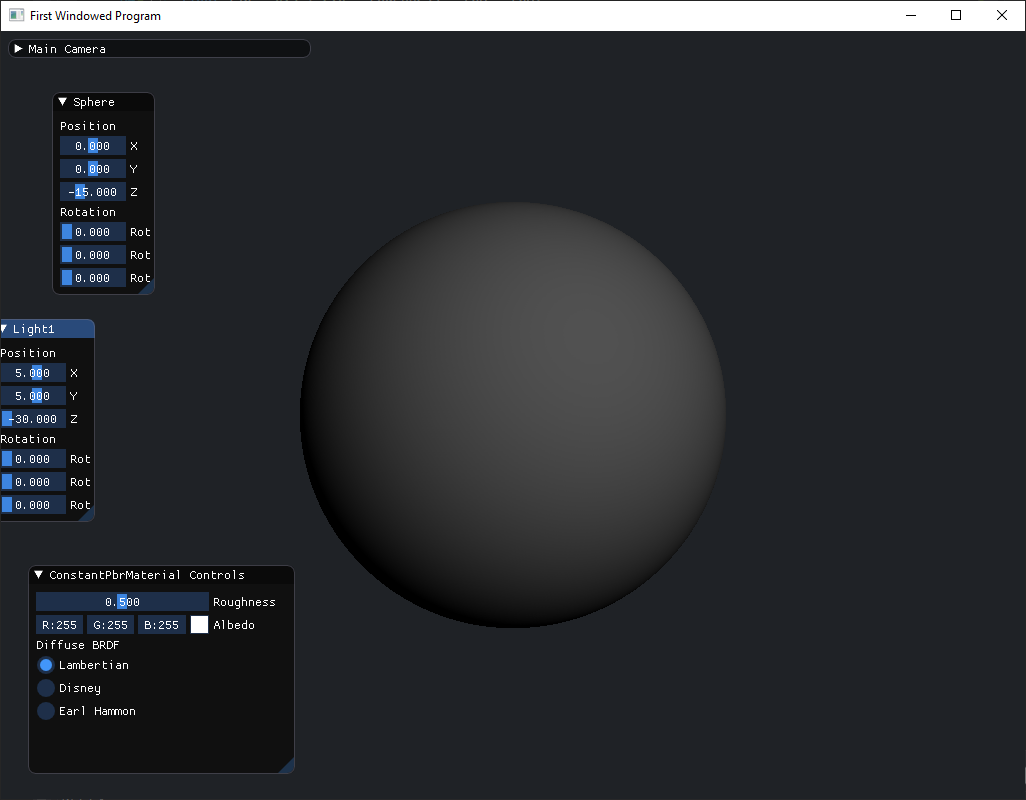 First Windowed Program
Main Camera
Sphere
Position
0.000 X
0.000 Y
-15.000 Z
Rotation
0.000 Rot
0.000 Rot
0.000 Rot
Light1
Position
5.000 X
5.000 Y
-30.000 Z
Rotation
0.000 Rot
0.000 Rot
0.000 Rot
ConstantPbrMaterial Controls
0.500 Roughness
R:255 G:255 B:255 Albedo
Diffuse BRDF
Lambertian
Disney
Earl Hammon